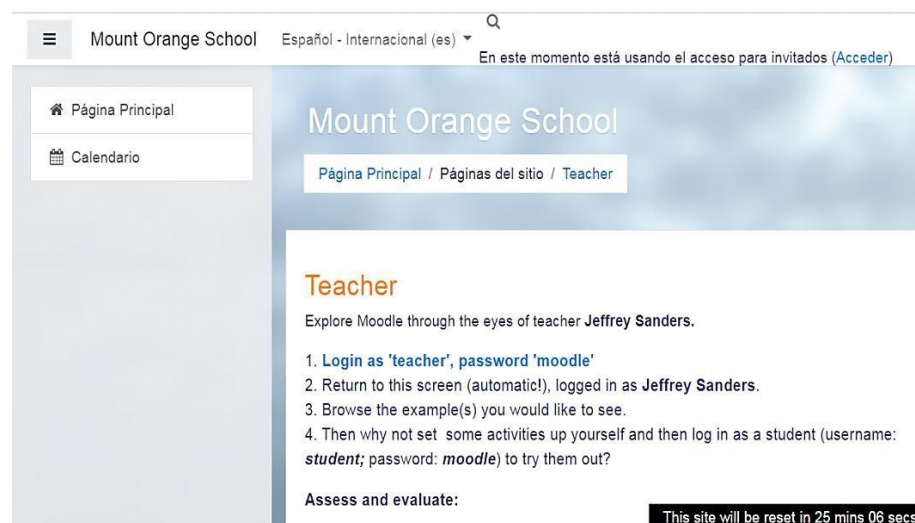 Mount Orange School Español - Internacional (es)
En este momento está usando el acceso para invitados (Acceder)
Página Principal
Calendario
Mount Orange School
Página Principal / Páginas del sitio / Teacher
Teacher
Explore Moodle through the eyes of teacher Jeffrey Sanders.
1. Login as 'teacher', password 'moodle'
2. Return to this screen (automatic!), logged in as Jeffrey Sanders.
3. Browse the example(s) you would like to see.
4. Then why not set some activities up yourself and then log in as a student (username:
student; password: moodle) to try them out?
Assess and evaluate:
This site will be reset in 25 mins 06 secs